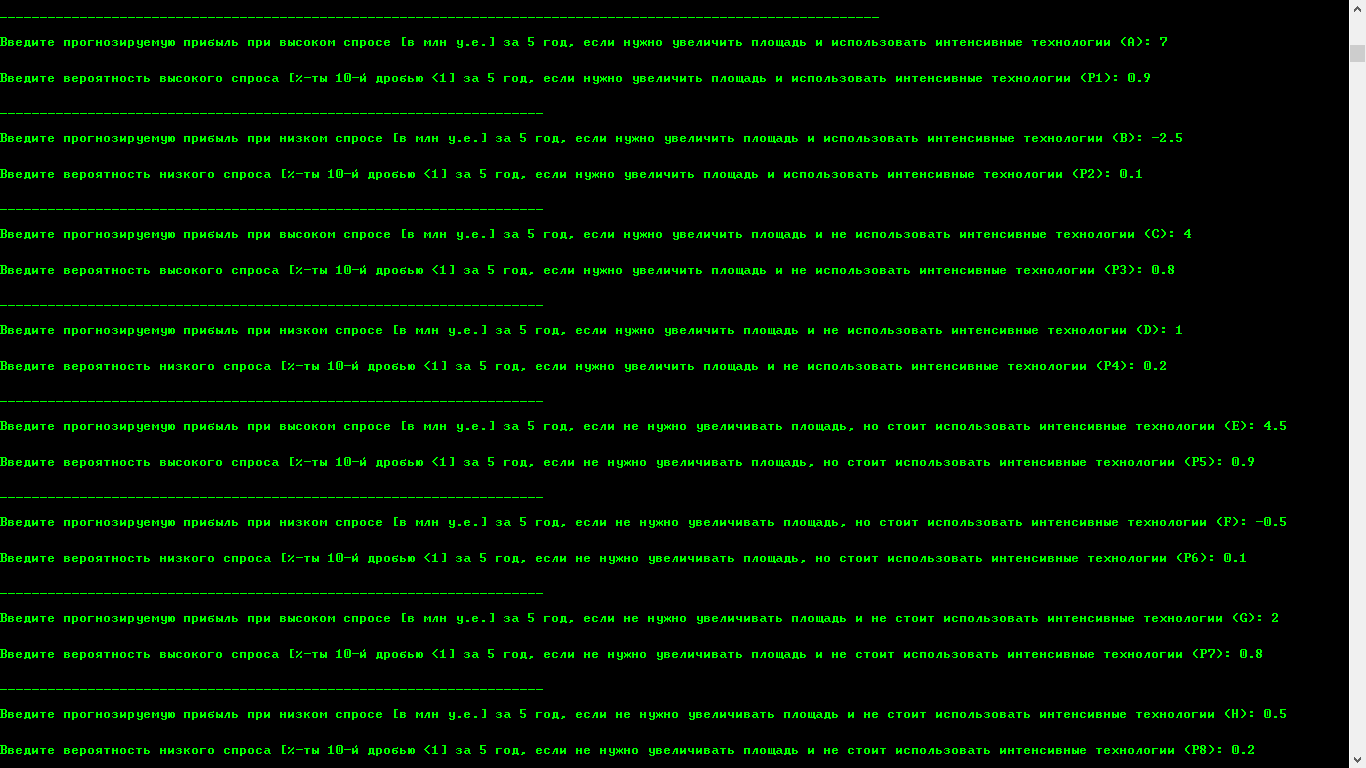 Введите прогнозируемую прибыль при высоком спросе [в млн у.е.] за 5 год, если нужно увеличить площадь и использовать интенсивные технологии (A): 7
Введите вероятность высокого спроса [%-ты 10-й дробью <1] за 5 год, если нужно увеличить площадь и использовать интенсивные технологии (P1): 0.9
Введите прогнозируемую прибыль при низком спросе [в млн у.е.] за 5 год, если нужно увеличить площадь и использовать интенсивные технологии (B): -2.5
Введите вероятность низкого спроса [%-ты 10-й дробью <1] за 5 год, если нужно увеличить площадь и использовать интенсивные технологии (P2): 0.1
Введите прогнозируемую прибыль при высоком спросе [в млн у.е.] за 5 год, если нужно увеличить площадь и не использовать интенсивные технологии (C): 4
Введите вероятность высокого спроса [%-ты 10-й дробью <1] за 5 год, если нужно увеличить площадь и не использовать интенсивные технологии (P3): 0.8
Введите прогнозируемую прибыль при низком спросе [в млн у.е.] за 5 год, если нужно увеличить площадь и не использовать интенсивные технологии (D): 1
Введите вероятность низкого спроса [%-ты 10-й дробью <1] за 5 год, если нужно увеличить площадь и не использовать интенсивные технологии (P4): 0.2
Введите прогнозируемую прибыль при высоком спросе [в млн у.е.] за 5 год, если не нужно увеличивать площадь, но стоит использовать интенсивные технологии (E): 4.5
Введите вероятность высокого спроса [%-ты 10-й дробью <1] за 5 год, если не нужно увеличивать площадь, но стоит использовать интенсивные технологии (P5): 0.9
Введите прогнозируемую прибыль при низком спросе [в млн у.е.] за 5 год, если не нужно увеличивать площадь, но стоит использовать интенсивные технологии (F): -0.5
Введите вероятность низкого спроса [%-ты 10-й дробью <1] за 5 год, если не нужно увеличивать площадь, но стоит использовать интенсивные технологии (P6): 0.1
Введите прогнозируемую прибыль при высоком спросе [в млн у.е.] за 5 год, если не нужно увеличивать площадь и не стоит использовать интенсивные технологии (G): 2
Введите вероятность высокого спроса [%-ты 10-й дробью <1] за 5 год, если не нужно увеличивать площадь и не стоит использовать интенсивные технологии (P7): 0.8
Введите прогнозируемую прибыль при низком спросе [в млн у.е.] за 5 год, если не нужно увеличивать площадь и не стоит использовать интенсивные технологии (H): 0.5
Введите вероятность низкого спроса [%-ты 10-й дробью <1] за 5 год, если не нужно увеличивать площадь и не стоит использовать интенсивные технологии (P8): 0.2